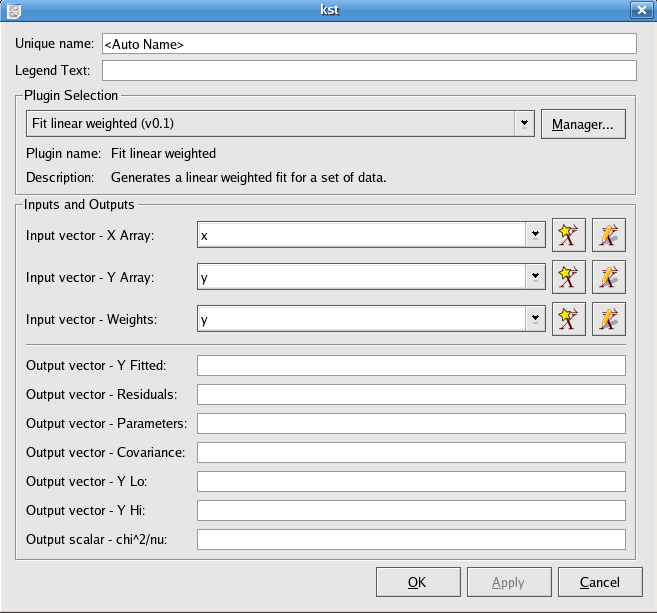 kst
Unique name: <Auto Name>
Legend Text:
Plugin Selection
Fit linear weighted (v0.1) Manager...
Plugin name: Fit linear weighted
Description: Generates a linear weighted fit for a set of data.
Inputs and Outputs
Input vector - X Array: x
Input vector - Y Array: y
Input vector - Weights: y
Output vector - Y Fitted:
Output vector - Residuals:
Output vector - Parameters:
Output vector - Covariance:
Output vector - Y Lo:
Output vector - Y Hi:
Output scalar - chi^2/nu:
OK Apply Cancel